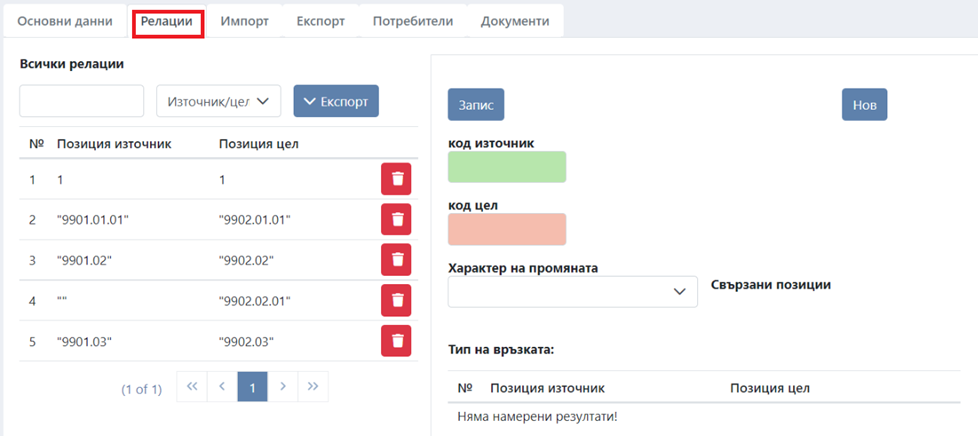 Основни данни Релации Импорт Експорт Потребители Документи
Всички релации
Източник/цел Експорт
№ Позиция източник Позиция цел
1 1 1
2 "9901.01.01" "9902.01.01"
3 "9901.02" "9902.02"
4 "" "9902.02.01"
5 "9901.03" "9902.03"
(1 of 1) « ‹ 1 › »
Запис Нов
код източник
код цел
Характер на промяната
Свързани позиции
Тип на връзката:
№ Позиция източник Позиция цел
Няма намерени резултати!